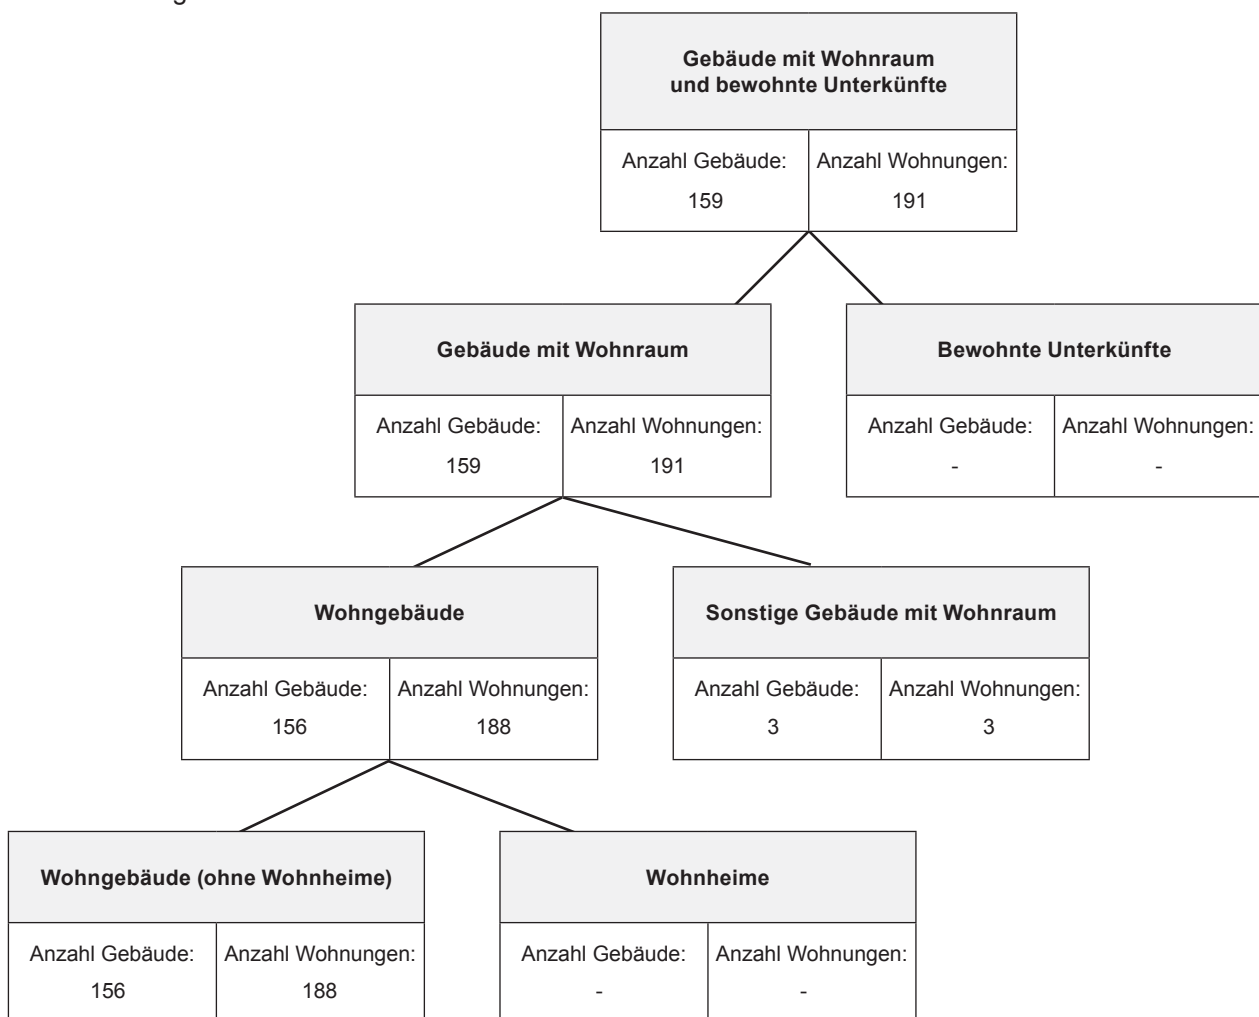 Gebäude mit Wohnraum
und bewohnte Unterkünfte
Anzahl Gebäude: Anzahl Wohnungen:
159 191
Gebäude mit Wohnraum
Bewohnte Unterkünfte
Anzahl Gebäude: Anzahl Wohnungen:
159 191
Anzahl Gebäude: Anzahl Wohnungen:
- -
Wohngebäude
Sonstige Gebäude mit Wohnraum
Anzahl Gebäude: Anzahl Wohnungen:
156 188
Anzahl Gebäude: Anzahl Wohnungen:
3 3
Wohngebäude (ohne Wohnheime)
Wohnheime
Anzahl Gebäude: Anzahl Wohnungen:
156 188
Anzahl Gebäude: Anzahl Wohnungen:
- -